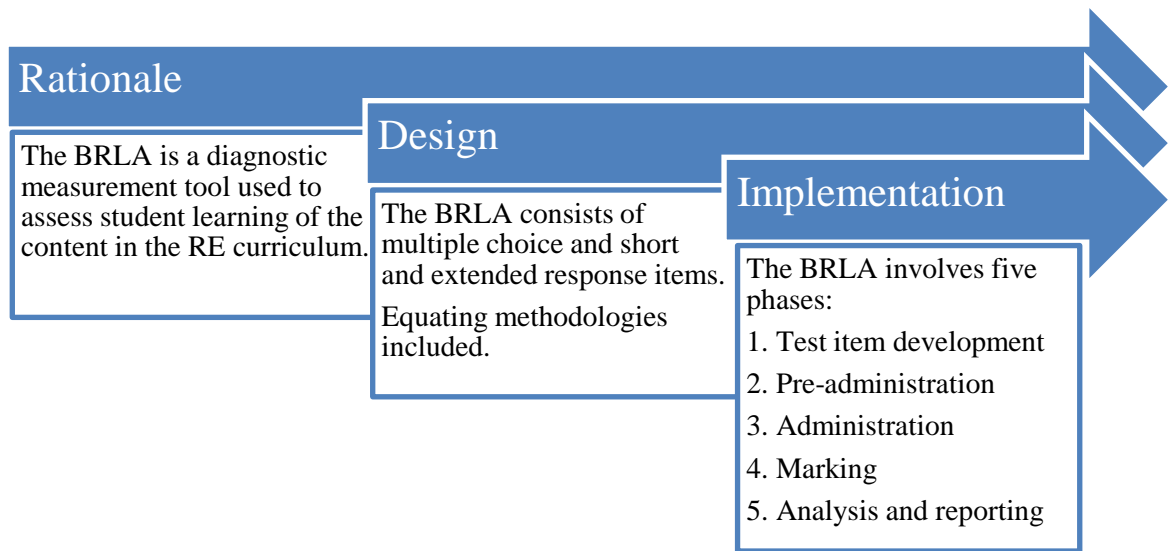 Rationale
The BRLA is a diagnostic
measurement tool used to
assess student learning of the
content in the RE curriculum.
Design
The BRLA consists of
multiple choice and short
and extended response items.
Equating methodologies
included.
Implementation
The BRLA involves five
phases:
1. Test item development
2. Pre-administration
3. Administration
4. Marking
5. Analysis and reporting